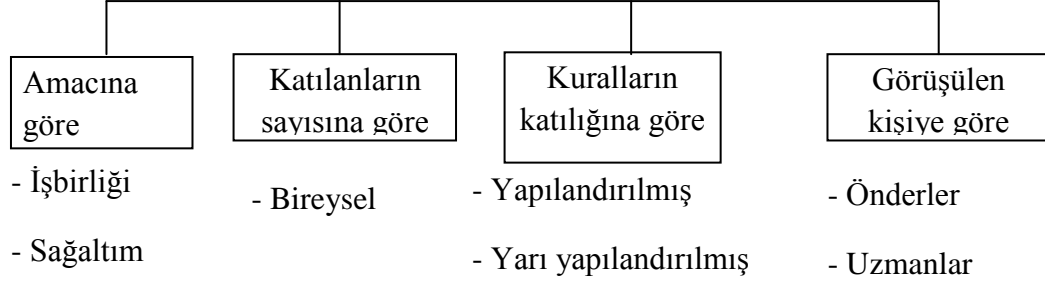 Amacına
göre
- İşbirliği
- Sağaltım
Katılanların
sayısına göre
- Bireysel
Kuralların
katılığına göre
- Yapılandırılmış
- Yarı yapılandırılmış
Görüşülen
kişiye göre
- Önderler
- Uzmanlar